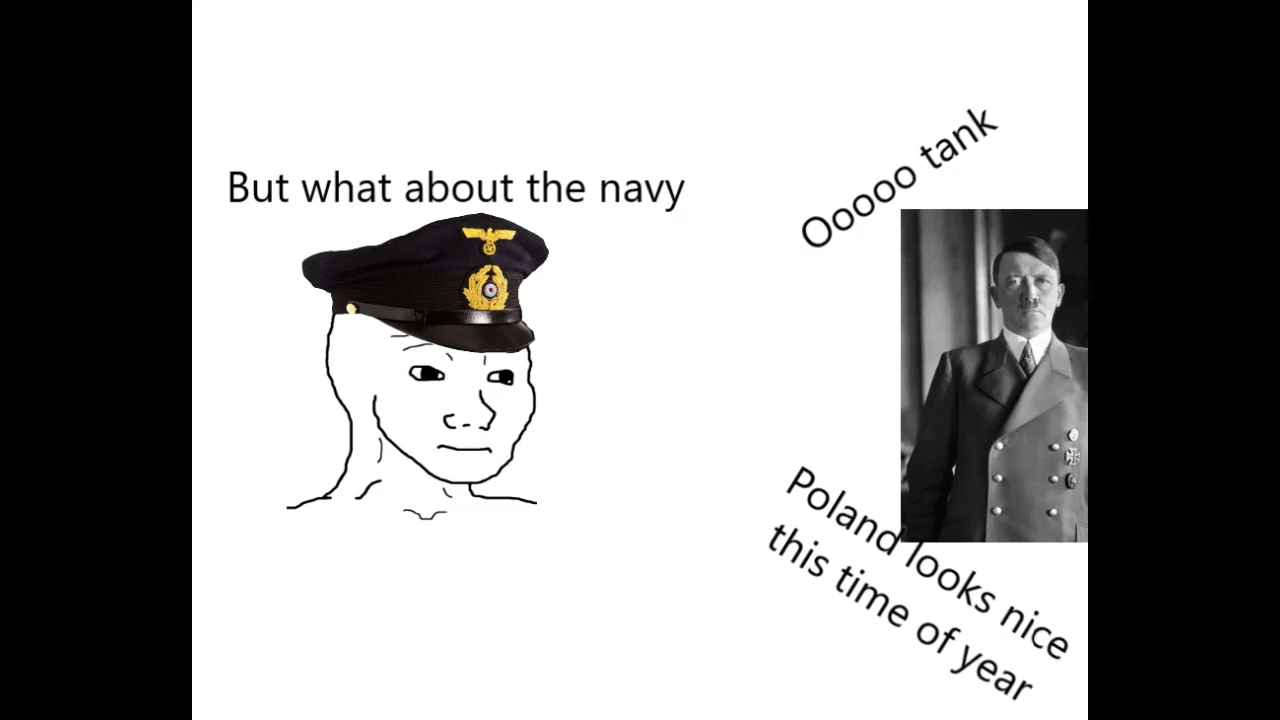 But what about the navy
Ooooo tank
Poland looks nice
this time of year